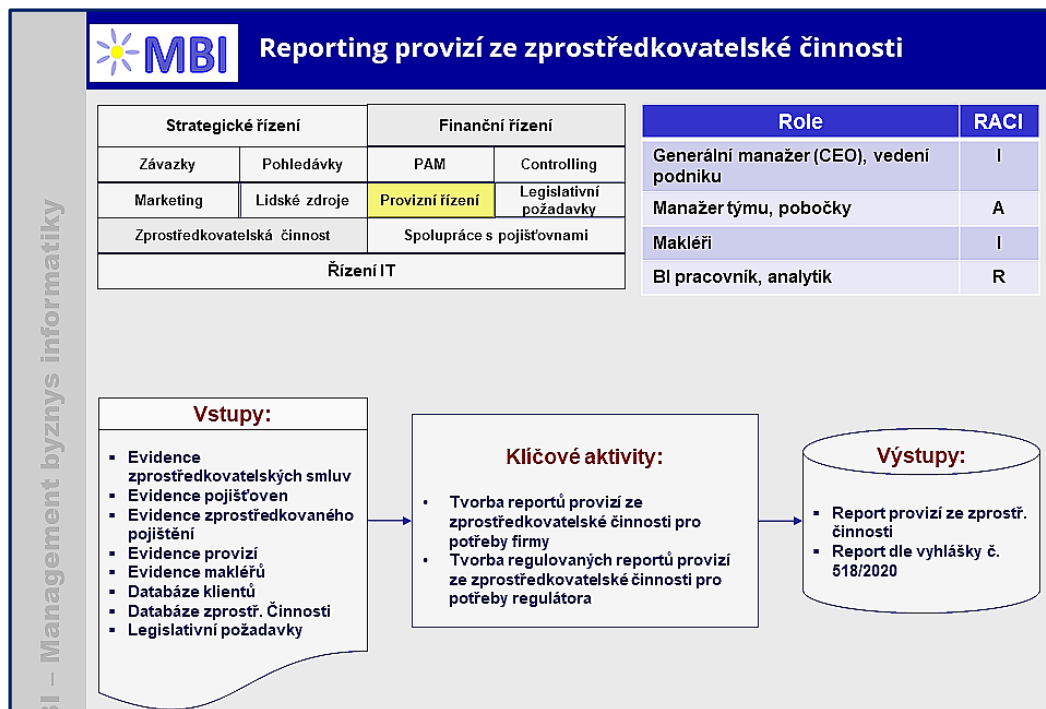 MBI
Reporting provizí ze zprostředkovatelské činnosti
Strategické řízení
Finanční řízení
Závazky
Pohledávky
PAM
Controlling
Marketing
Lidské zdroje
Provizní řízení
Legislativní
požadavky
Zprostředkovatelská činnost
Spolupráce s pojišťovnami
Řízení IT
Role
RACI
Generální manažer (CEO), vedení
podniku
I
Manažer týmu, pobočky
A
Makléři
I
BI pracovník, analytik
R
Vstupy:
▪ Evidence
zprostředkovatelských smluv
▪ Evidence pojišťoven
▪ Evidence zprostředkovaného
pojištění
▪ Evidence provizí
▪ Evidence makléřů
▪ Databáze klientů
▪ Databáze zprostř. Činnosti
▪ Legislativní požadavky
Klíčové aktivity:
• Tvorba reportů provizí ze
zprostředkovatelské činnosti pro
potřeby firmy
• Tvorba regulovaných reportů provizí
ze zprostředkovatelské činnosti pro
potřeby regulátora
Výstupy:
▪ Report provizí ze zprostř.
činnosti
▪ Report dle vyhlášky č.
518/2020
BI – Management byznys informatiky